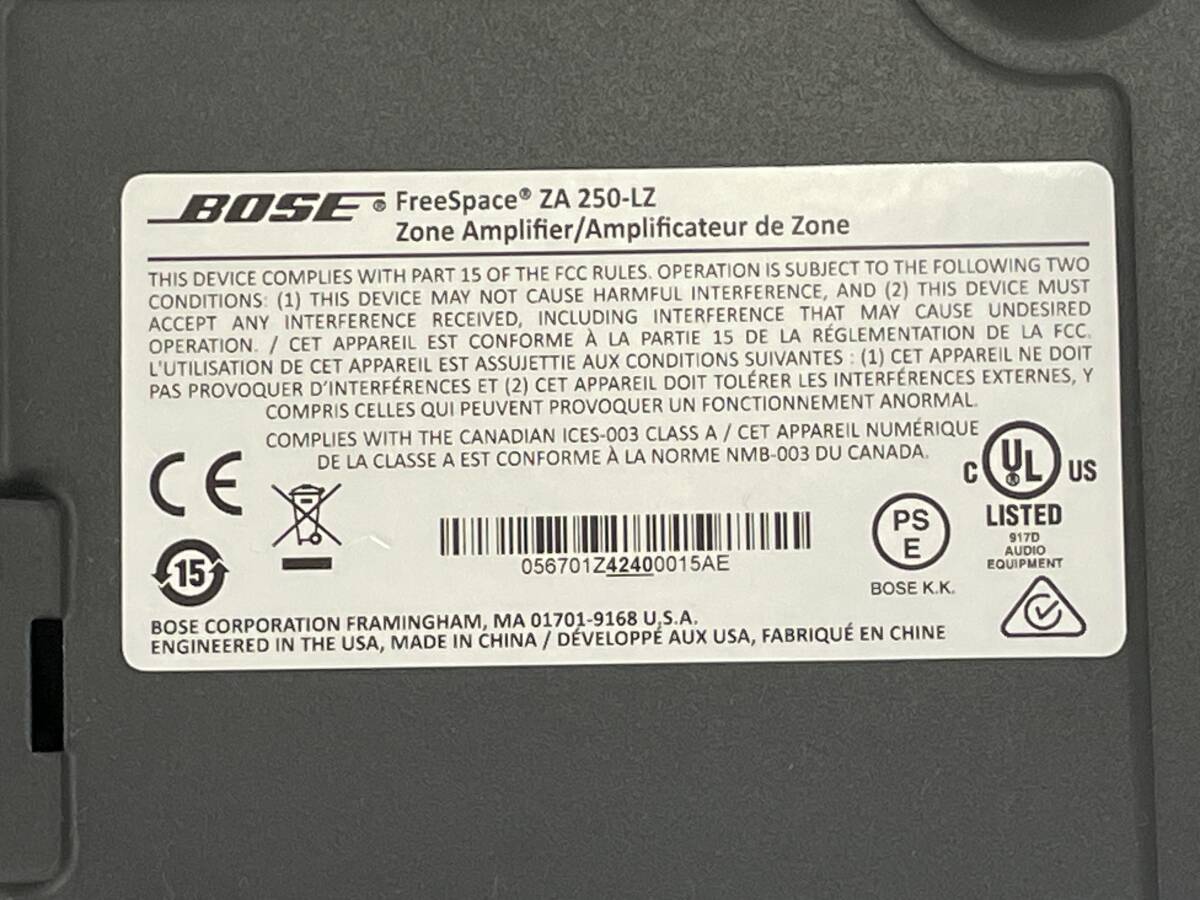 BOSE® FreeSpace® ZA 250-LZ
Zone Amplifier/Amplificateur de Zone
THIS DEVICE COMPLIES WITH PART 15 OF THE FCC RULES. OPERATION IS SUBJECT TO THE FOLLOWING TWO
CONDITIONS: (1) THIS DEVICE MAY NOT CAUSE HARMFUL INTERFERENCE, AND (2) THIS DEVICE MUST
ACCEPT ANY INTERFERENCE RECEIVED, INCLUDING INTERFERENCE THAT MAY CAUSE UNDESIRED
OPERATION. / CET APPAREIL EST CONFORME À LA PARTIE 15 DE LA RÉGLEMENTATION DE LA FCC.
L'UTILISATION DE CET APPAREIL EST ASSUJETTIE AUX CONDITIONS SUIVANTES : (1) CET APPAREIL NE DOIT
PAS PROVOQUER D'INTERFÉRENCES ET (2) CET APPAREIL DOIT TOLÉRER LES INTERFÉRENCES EXTERNES, Y
COMPRIS CELLES QUI PEUVENT PROVOQUER UN FONCTIONNEMENT ANORMAL.
COMPLIES WITH THE CANADIAN ICES-003 CLASS A / CET APPAREIL NUMÉRIQUE
DE LA CLASSE A EST CONFORME À LA NORME NMB-003 DU CANADA.
CE
C UL® US
LISTED
917D
AUDIO
EQUIPMENT
PS
E
BOSE K.K.
15
056701Z42400015AE
BOSE CORPORATION FRAMINGHAM, MA 01701-9168 U.S.A.
ENGINEERED IN THE USA, MADE IN CHINA / DÉVELOPPÉ AUX USA, FABRIQUÉ EN CHINE